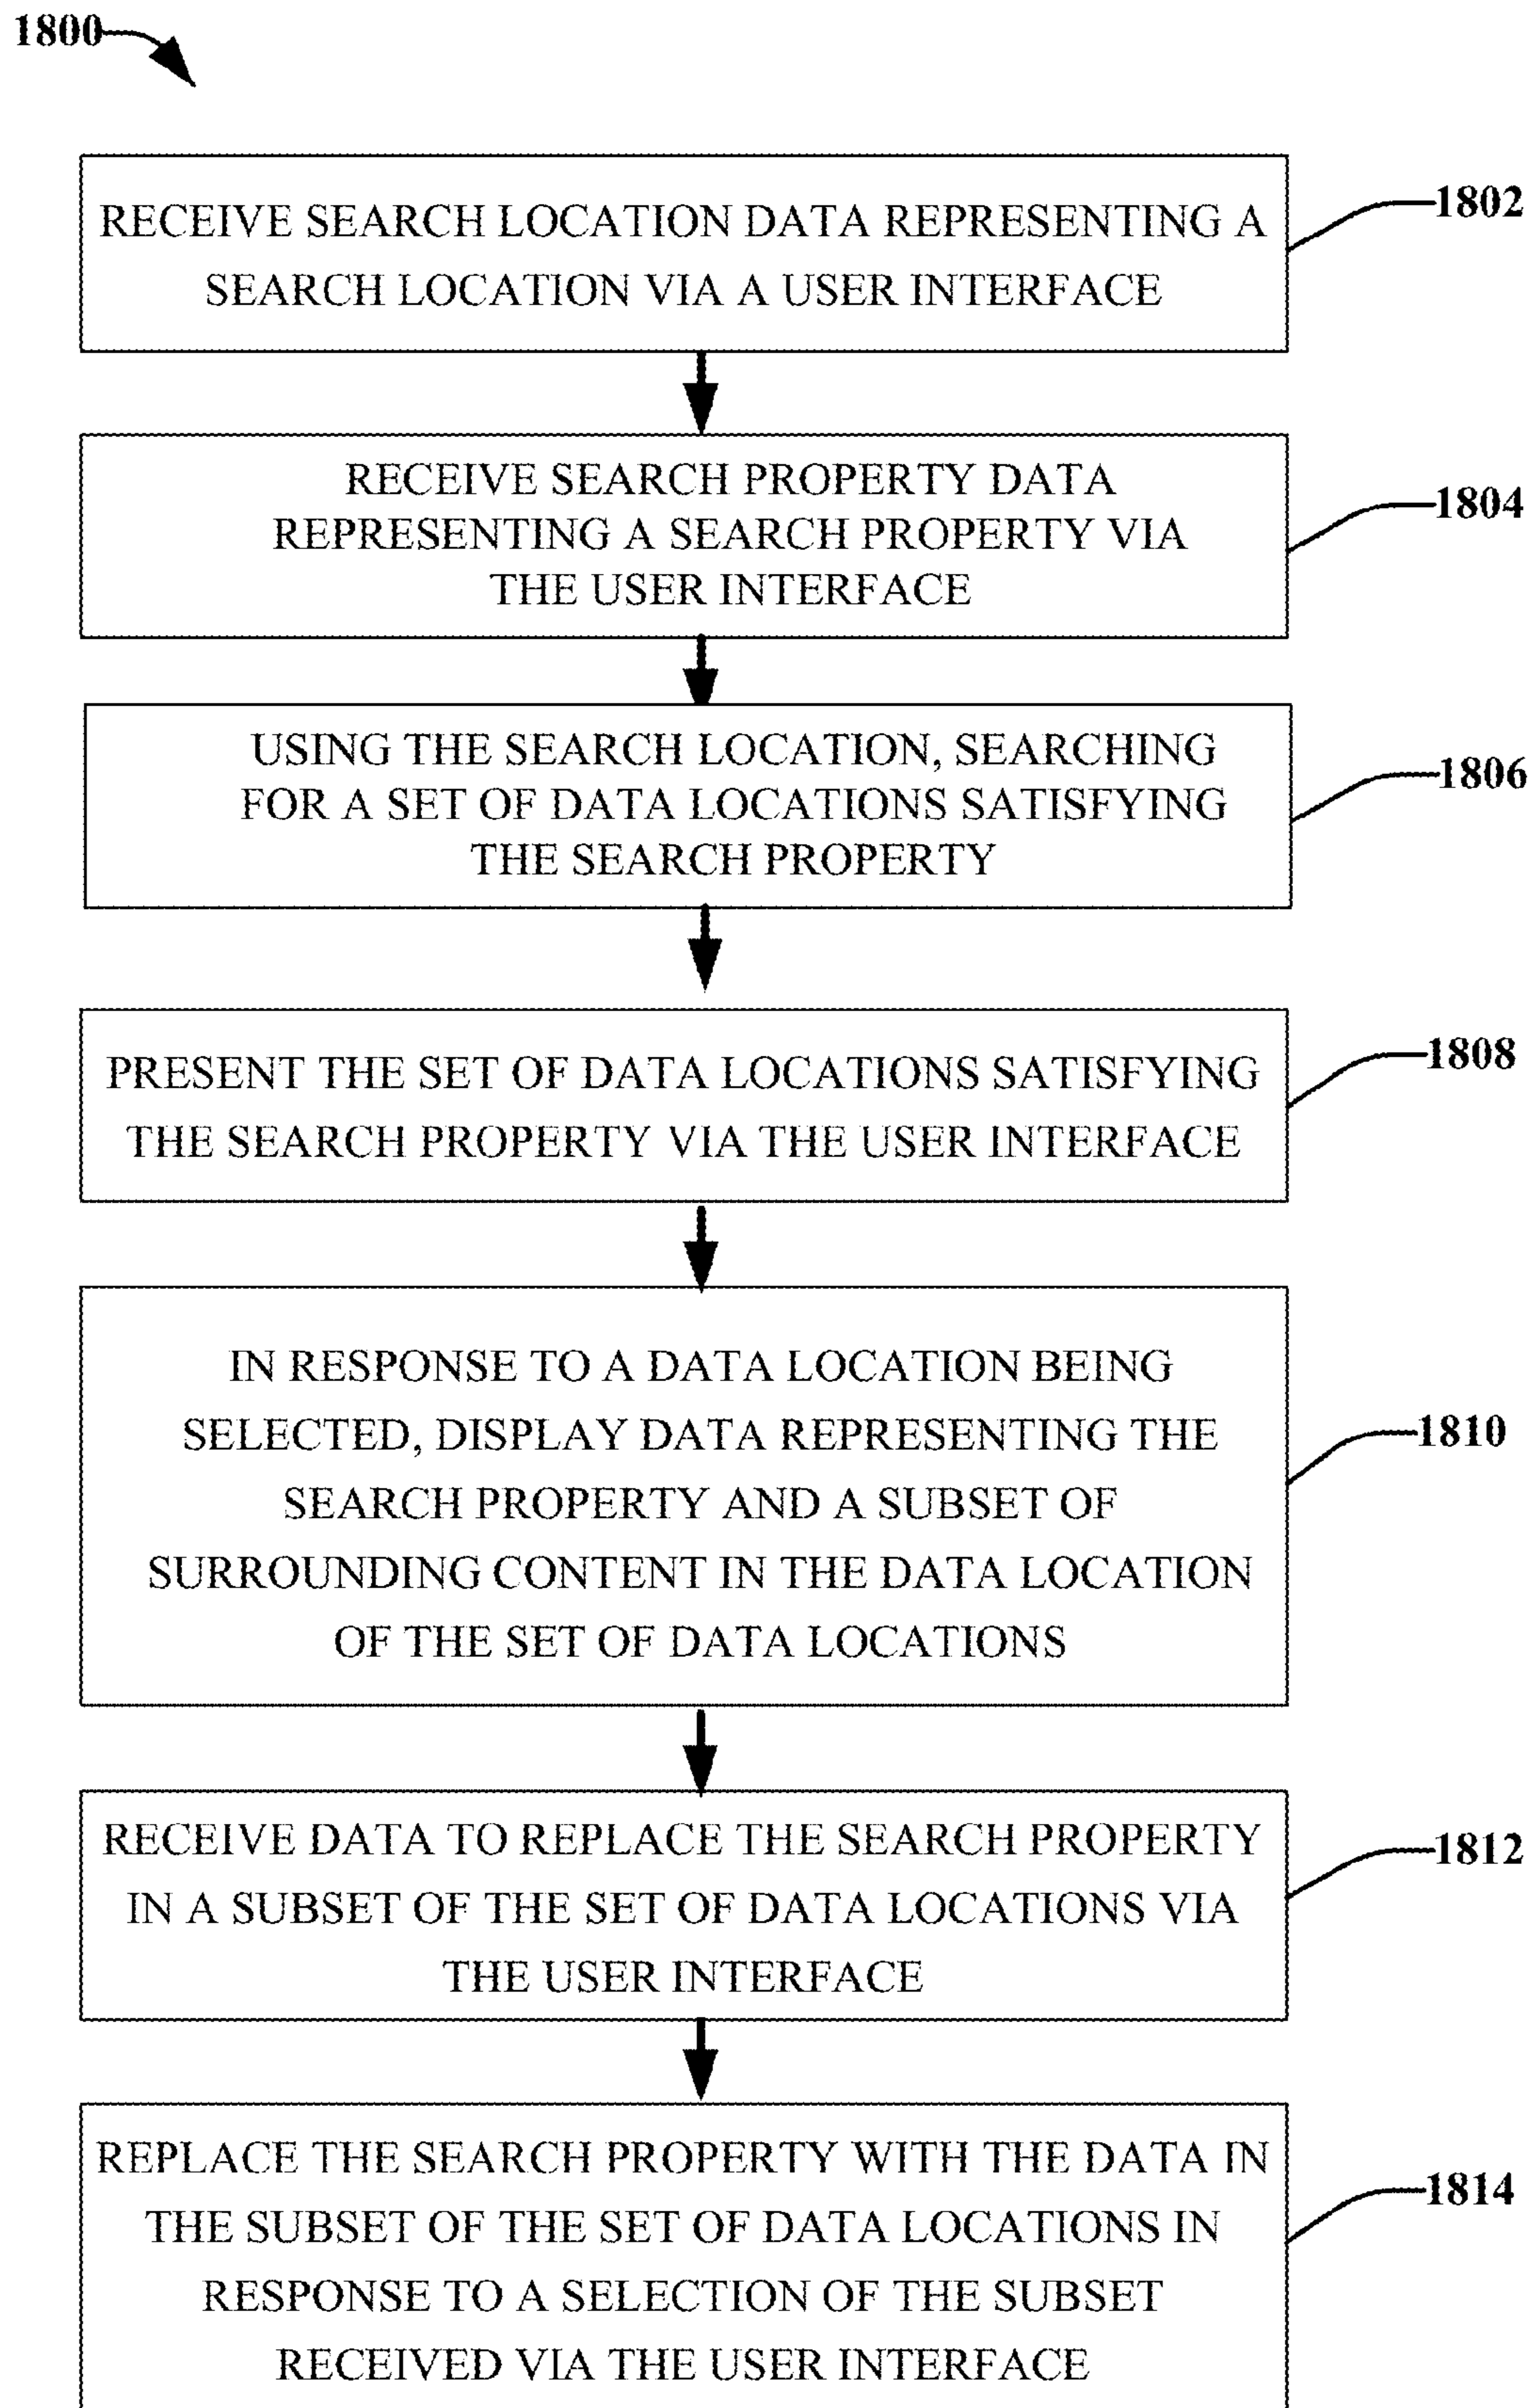 1800
RECEIVE SEARCH LOCATION DATA REPRESENTING A
SEARCH LOCATION VIA A USER INTERFACE
1802
RECEIVE SEARCH PROPERTY DATA
REPRESENTING A SEARCH PROPERTY VIA
THE USER INTERFACE
1804
USING THE SEARCH LOCATION, SEARCHING
FOR A SET OF DATA LOCATIONS SATISFYING
THE SEARCH PROPERTY
1806
PRESENT THE SET OF DATA LOCATIONS SATISFYING
THE SEARCH PROPERTY VIA THE USER INTERFACE
1808
IN RESPONSE TO A DATA LOCATION BEING
SELECTED, DISPLAY DATA REPRESENTING THE
SEARCH PROPERTY AND A SUBSET OF
SURROUNDING CONTENT IN THE DATA LOCATION
OF THE SET OF DATA LOCATIONS
1810
RECEIVE DATA TO REPLACE THE SEARCH PROPERTY
IN A SUBSET OF THE SET OF DATA LOCATIONS VIA
THE USER INTERFACE
1812
REPLACE THE SEARCH PROPERTY WITH THE DATA IN
THE SUBSET OF THE SET OF DATA LOCATIONS IN
RESPONSE TO A SELECTION OF THE SUBSET
RECEIVED VIA THE USER INTERFACE
1814